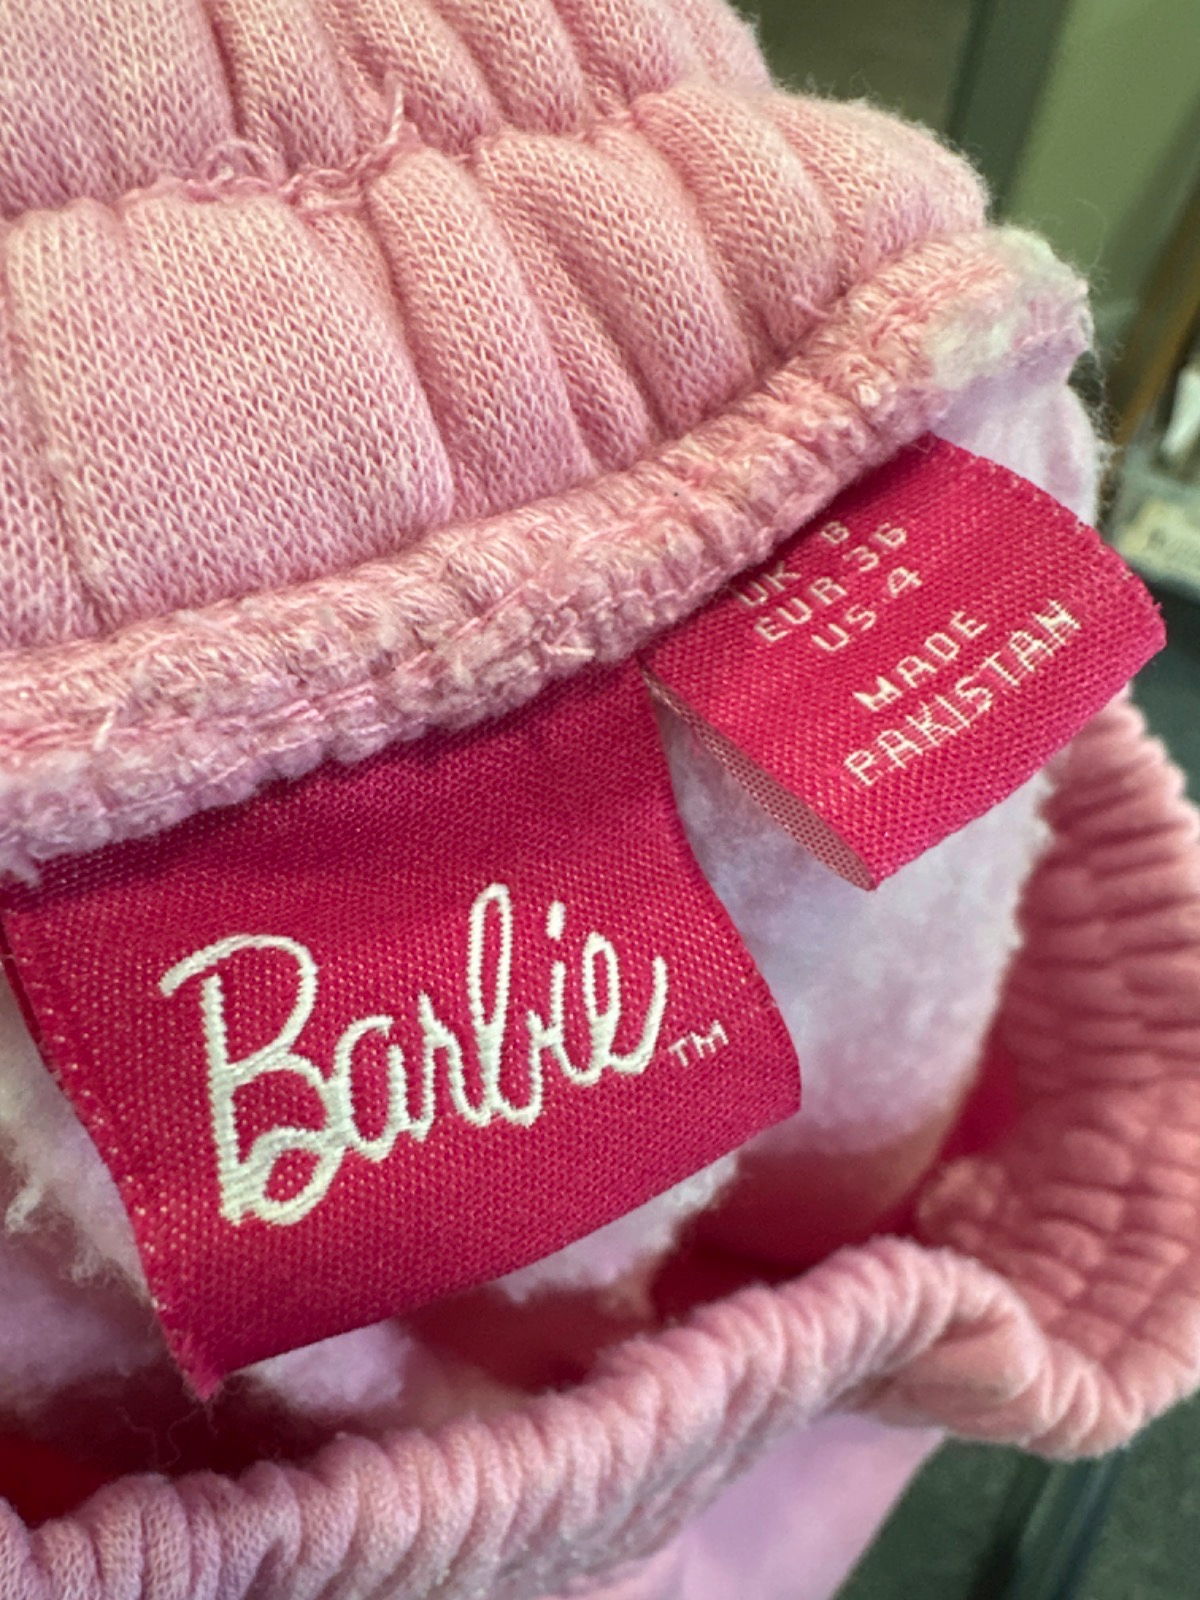 UK 8
EUR 36
US 4
MADE
PAKISTAN
Barbie™